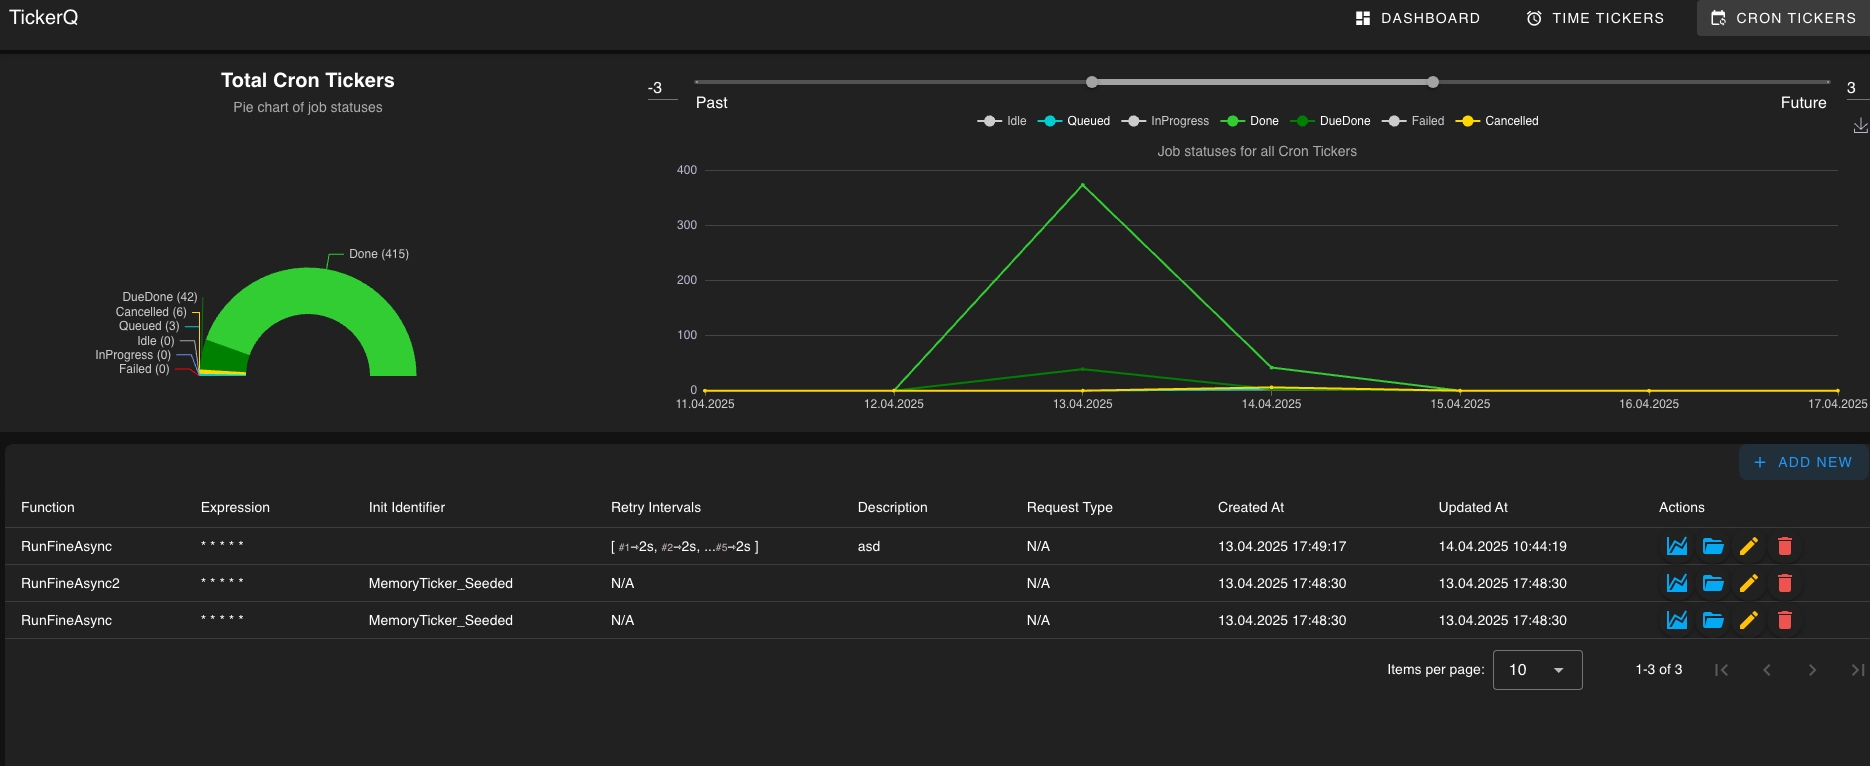 TickerQ
DASHBOARD
TIME TICKERS
CRON TICKERS
Total Cron Tickers
Pie chart of job statuses
Done (415)
DueDone (42)
Cancelled (6)
Queued (3)
Idle (0)
InProgress (0)
Failed (0)
-3
3
Past
Future
Idle Queued InProgress Done DueDone Failed Cancelled
Job statuses for all Cron Tickers
400
300
200
100
0
11.04.2025 12.04.2025 13.04.2025 14.04.2025 15.04.2025 16.04.2025 17.04.2025
+ ADD NEW
Function Expression Init Identifier Retry Intervals Description Request Type Created At Updated At Actions
RunFineAsync * * * * * [ #1⇾2s, #2⇾2s, ...#5⇾2s ] asd N/A 13.04.2025 17:49:17 14.04.2025 10:44:19
RunFineAsync2 * * * * * MemoryTicker_Seeded N/A N/A 13.04.2025 17:48:30 13.04.2025 17:48:30
RunFineAsync * * * * * MemoryTicker_Seeded N/A N/A 13.04.2025 17:48:30 13.04.2025 17:48:30
Items per page: 10 1-3 of 3